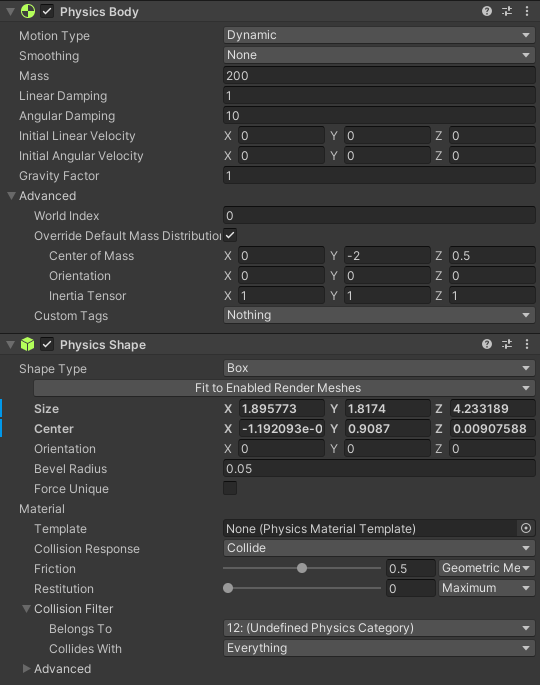 Physics Body
Motion Type Dynamic
Smoothing None
Mass 200
Linear Damping 1
Angular Damping 10
Initial Linear Velocity X 0 Y 0 Z 0
Initial Angular Velocity X 0 Y 0 Z 0
Gravity Factor 1
Advanced
World Index 0
Override Default Mass Distribution
Center of Mass X 0 Y -2 Z 0.5
Orientation X 0 Y 0 Z 0
Inertia Tensor X 1 Y 1 Z 1
Custom Tags Nothing
Physics Shape
Shape Type Box
Fit to Enabled Render Meshes
Size X 1.895773 Y 1.8174 Z 4.233189
Center X -1.192093e-0 Y 0.9087 Z 0.00907588
Orientation X 0 Y 0 Z 0
Bevel Radius 0.05
Force Unique
Material
Template None (Physics Material Template)
Collision Response Collide
Friction 0.5 Geometric Me
Restitution 0 Maximum
Collision Filter
Belongs To 12: (Undefined Physics Category)
Collides With Everything
Advanced